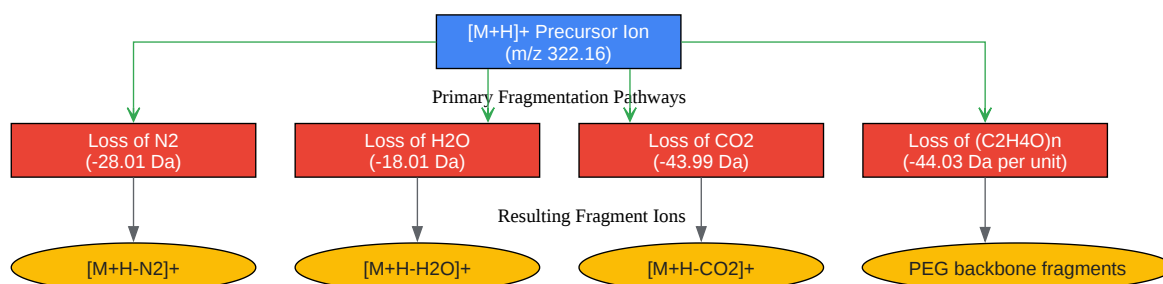 [M+H]+ Precursor Ion
(m/z 322.16)
Primary Fragmentation Pathways
Loss of N2
(-28.01 Da)
Loss of H2O
(-18.01 Da)
Loss of CO2
(-43.99 Da)
Loss of (C2H4O)n
(-44.03 Da per unit)
Resulting Fragment Ions
[M+H-N2]+
[M+H-H2O]+
[M+H-CO2]+
PEG backbone fragments